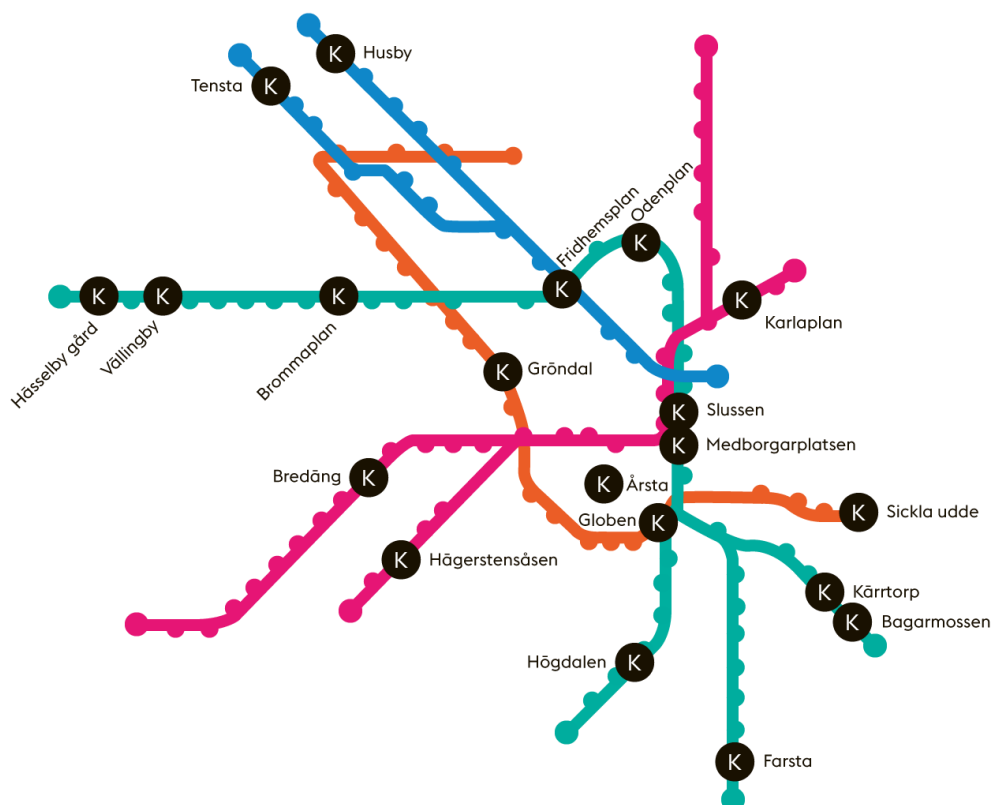 K Husby
Tensta K
Odenplan
K
Fridhemsplan
K
K
Hässelby gård
K
Vällingby
K
Brommaplan
K Karlaplan
K Gröndal
K Slussen
K Medborgarplatsen
Bredäng K
K Årsta
Globen K
K Sickla udde
K Hägerstensåsen
K Kärrtorp
K Bagarmossen
Högdalen K
K Farsta